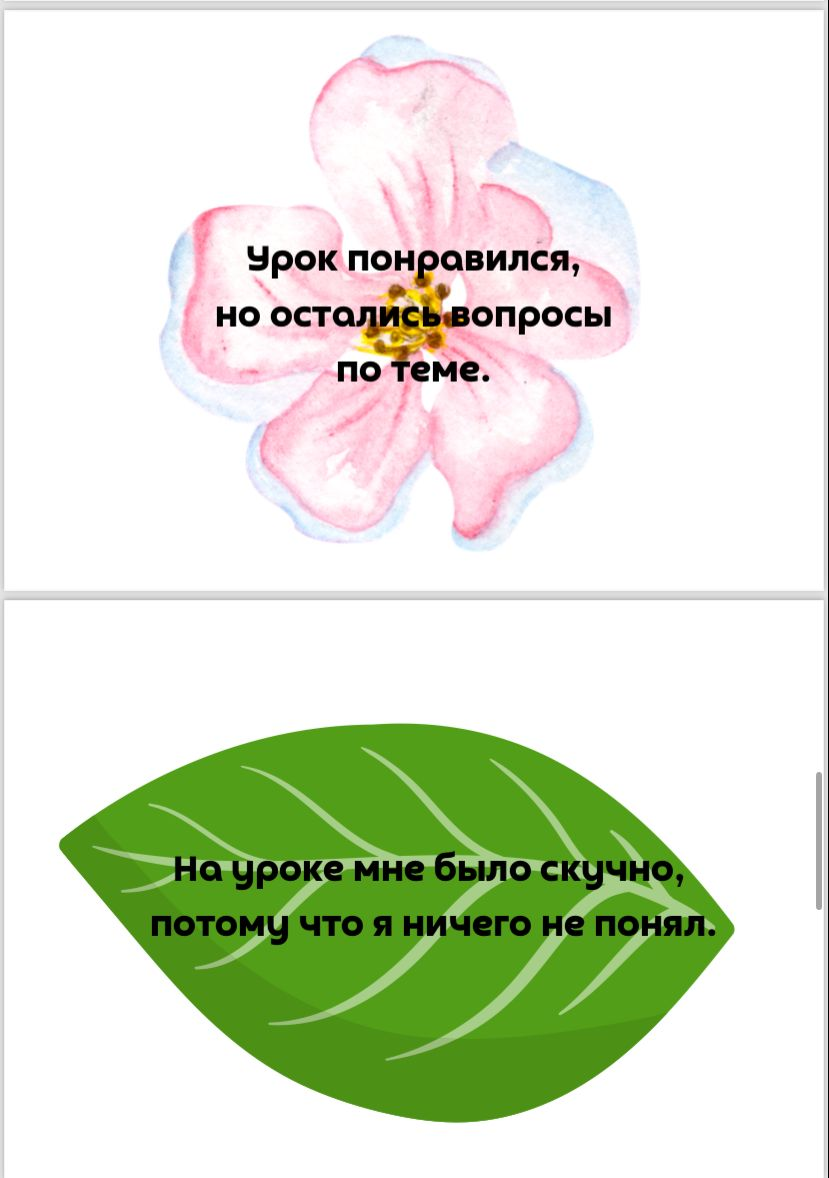 Урок понравился,
но остались вопросы
по теме.
На уроке мне было скучно,
потому что я ничего не понял.